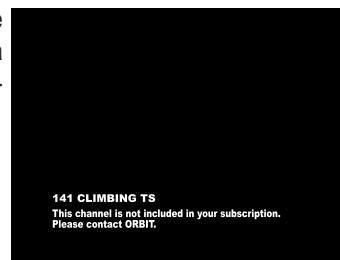 141 CLIMBING TS
This channel is not included in your subscription.
Please contact ORBIT.